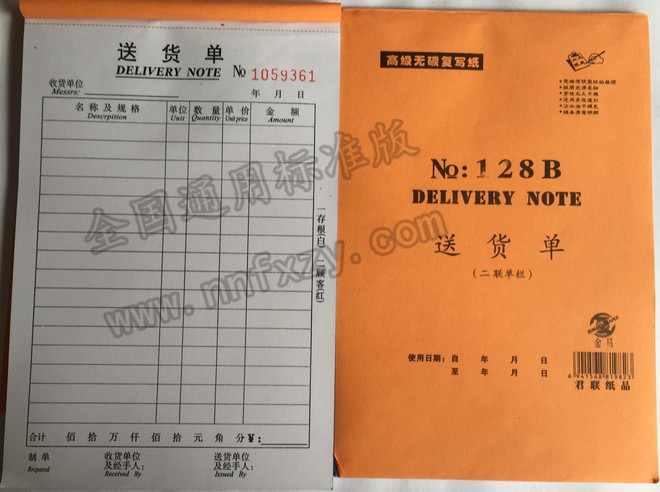 送 货 单
DELIVERY NOTE No 1059361
收货单位
Messrs:
年 月 日
名称及规格 单位 数量 单价 金 额
Descrpition Unit Quantity Unit price Amount
一存根(白) 二顾客(红)
合计 佰 拾 万 仟 佰 拾 元 角 分 ¥:
制 单 收货单位 送货单位
及经手人: 及经手人:
Prepared Received By Issued By
全国通用标准版
www.nnfxzy.com
高级无碳复写纸
No: 128B
DELIVERY NOTE
送 货 单
(二联单栏)
金马
使用日期: 自 年 月 日
至 年 月 日
6 941568 819823
君联纸品